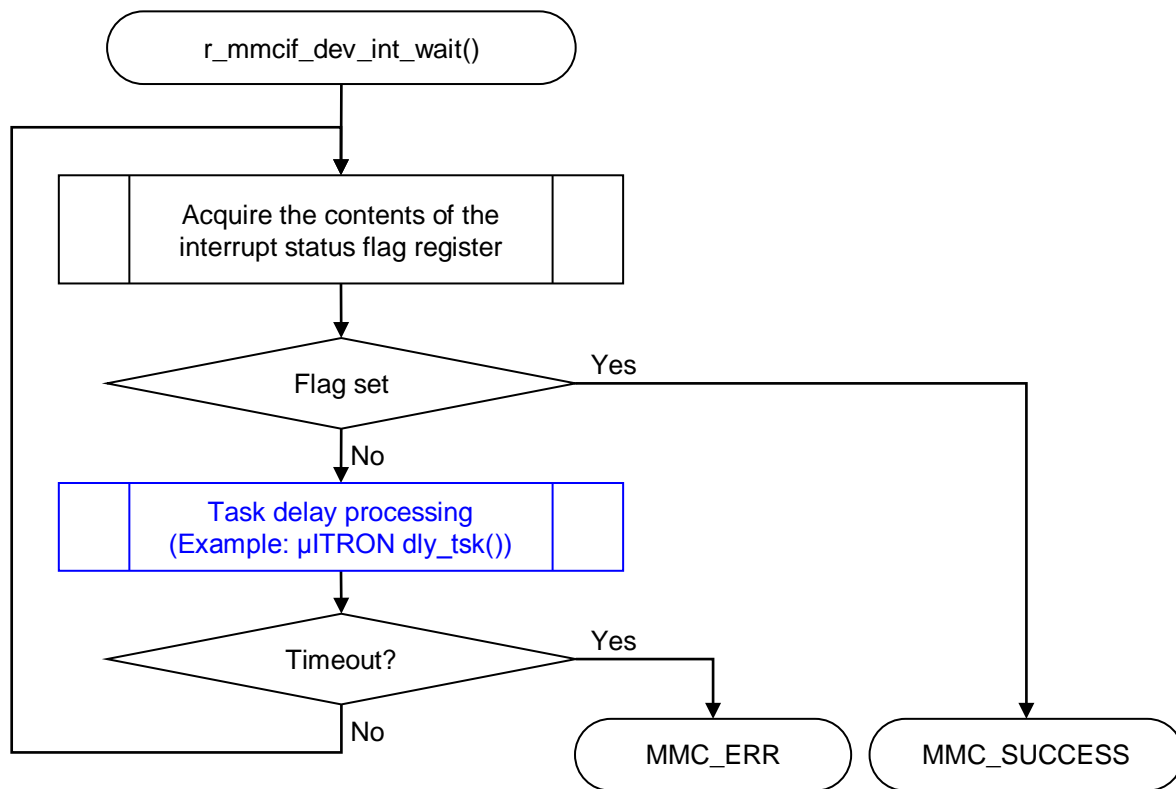 r_mmcif_dev_int_wait()
Acquire the contents of the
interrupt status flag register
Flag set
Yes
No
Task delay processing
(Example: µITRON dly_tsk())
Timeout?
Yes
No
MMC_ERR
MMC_SUCCESS